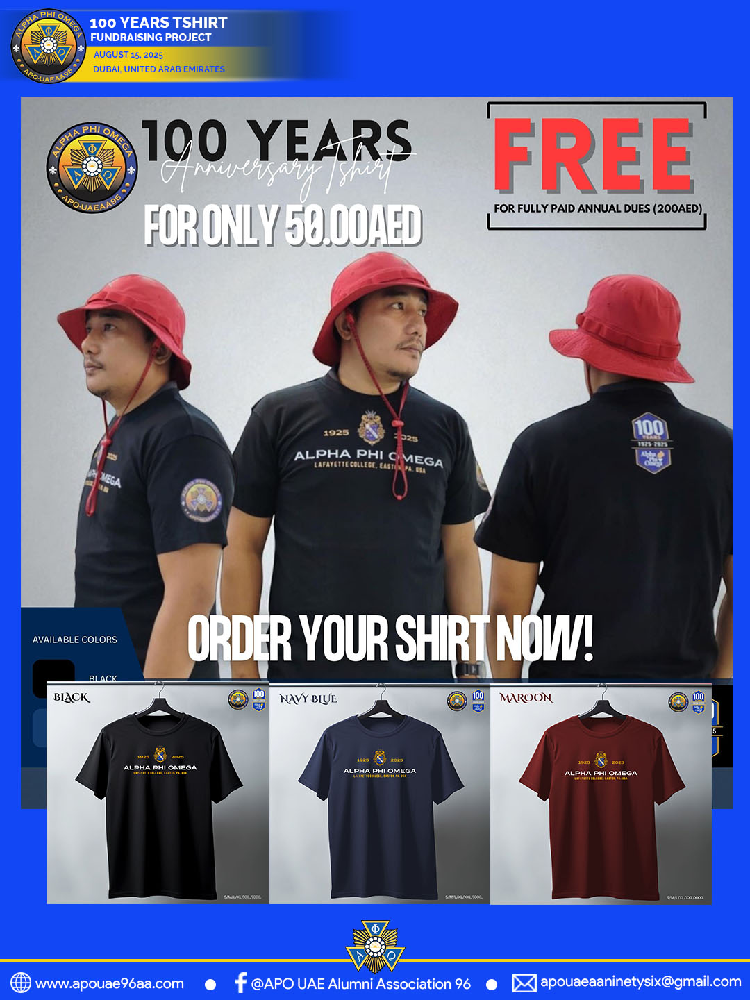 ALPHA PHI OMEGA
APO-UAEAA96
100 YEARS TSHIRT
FUNDRAISING PROJECT
AUGUST 15, 2025
DUBAI, UNITED ARAB EMIRATES
ALPHA PHI OMEGA
Φ
Α Ω
APO-UAEAA96
100 YEARS
Anniversary Tshirt
FOR ONLY 50.00AED
FREE
FOR FULLY PAID ANNUAL DUES (200AED)
1925 2025
ALPHA PHI OMEGA
LAFAYETTE COLLEGE, EASTON, PA. USA
100
YEARS
1925-2025
Alpha
Phi
Omega
ORDER YOUR SHIRT NOW!
AVAILABLE COLORS
BLACK
BLACK
1925 2025
ALPHA PHI OMEGA
LAFAYETTE COLLEGE, EASTON, PA. USA
S/M/L/XL/XXL/XXXL
NAVY BLUE
1925 2025
ALPHA PHI OMEGA
LAFAYETTE COLLEGE, EASTON, PA. USA
S/M/L/XL/XXL/XXXL
MAROON
1925 2025
ALPHA PHI OMEGA
LAFAYETTE COLLEGE, EASTON, PA. USA
S/M/L/XL/XXL/XXXL
Φ
Α Ω
www.apouae96aa.com
@APO UAE Alumni Association 96
apouaeaaninetysix@gmail.com